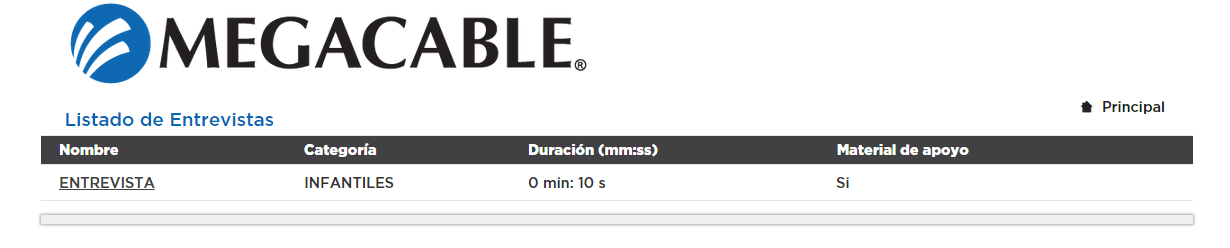 MEGACABLE®
Principal
Listado de Entrevistas
Nombre Categoría Duración (mm:ss) Material de apoyo
ENTREVISTA INFANTILES 0 min: 10 s Si